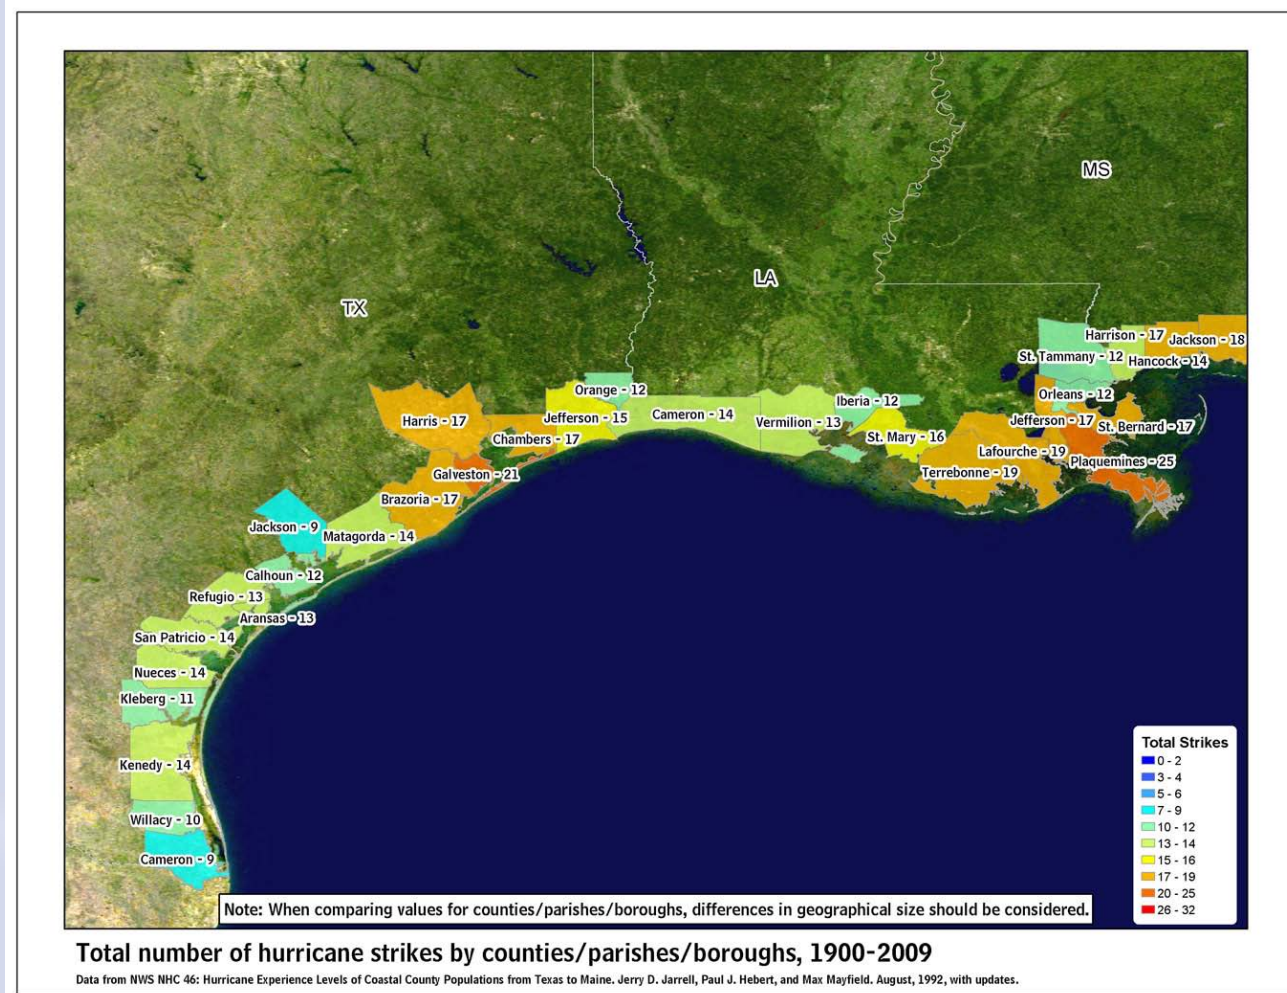 MS
LA
TX
Harrison - 17
Jackson - 18
St. Tammany - 12
Hancock - 14
Orange - 12
Orleans - 12
Iberia - 12
Harris - 17
Jefferson - 15
Cameron - 14
Vermilion - 13
Jefferson - 17
St. Bernard - 17
Chambers - 17
St. Mary - 16
Lafourche - 19
Plaquemines - 25
Galveston - 21
Terrebonne - 19
Brazoria - 17
Jackson - 9
Matagorda - 14
Calhoun - 12
Refugio - 13
Aransas - 13
San Patricio - 14
Nueces - 14
Kleberg - 11
Kenedy - 14
Willacy - 10
Cameron - 9
Total Strikes
0 - 2
3 - 4
5 - 6
7 - 9
10 - 12
13 - 14
15 - 16
17 - 19
20 - 25
26 - 32
Note: When comparing values for counties/parishes/boroughs, differences in geographical size should be considered.
Total number of hurricane strikes by counties/parishes/boroughs, 1900-2009
Data from NWS NHC 46: Hurricane Experience Levels of Coastal County Populations from Texas to Maine. Jerry D. Jarrell, Paul J. Hebert, and Max Mayfield. August, 1992, with updates.